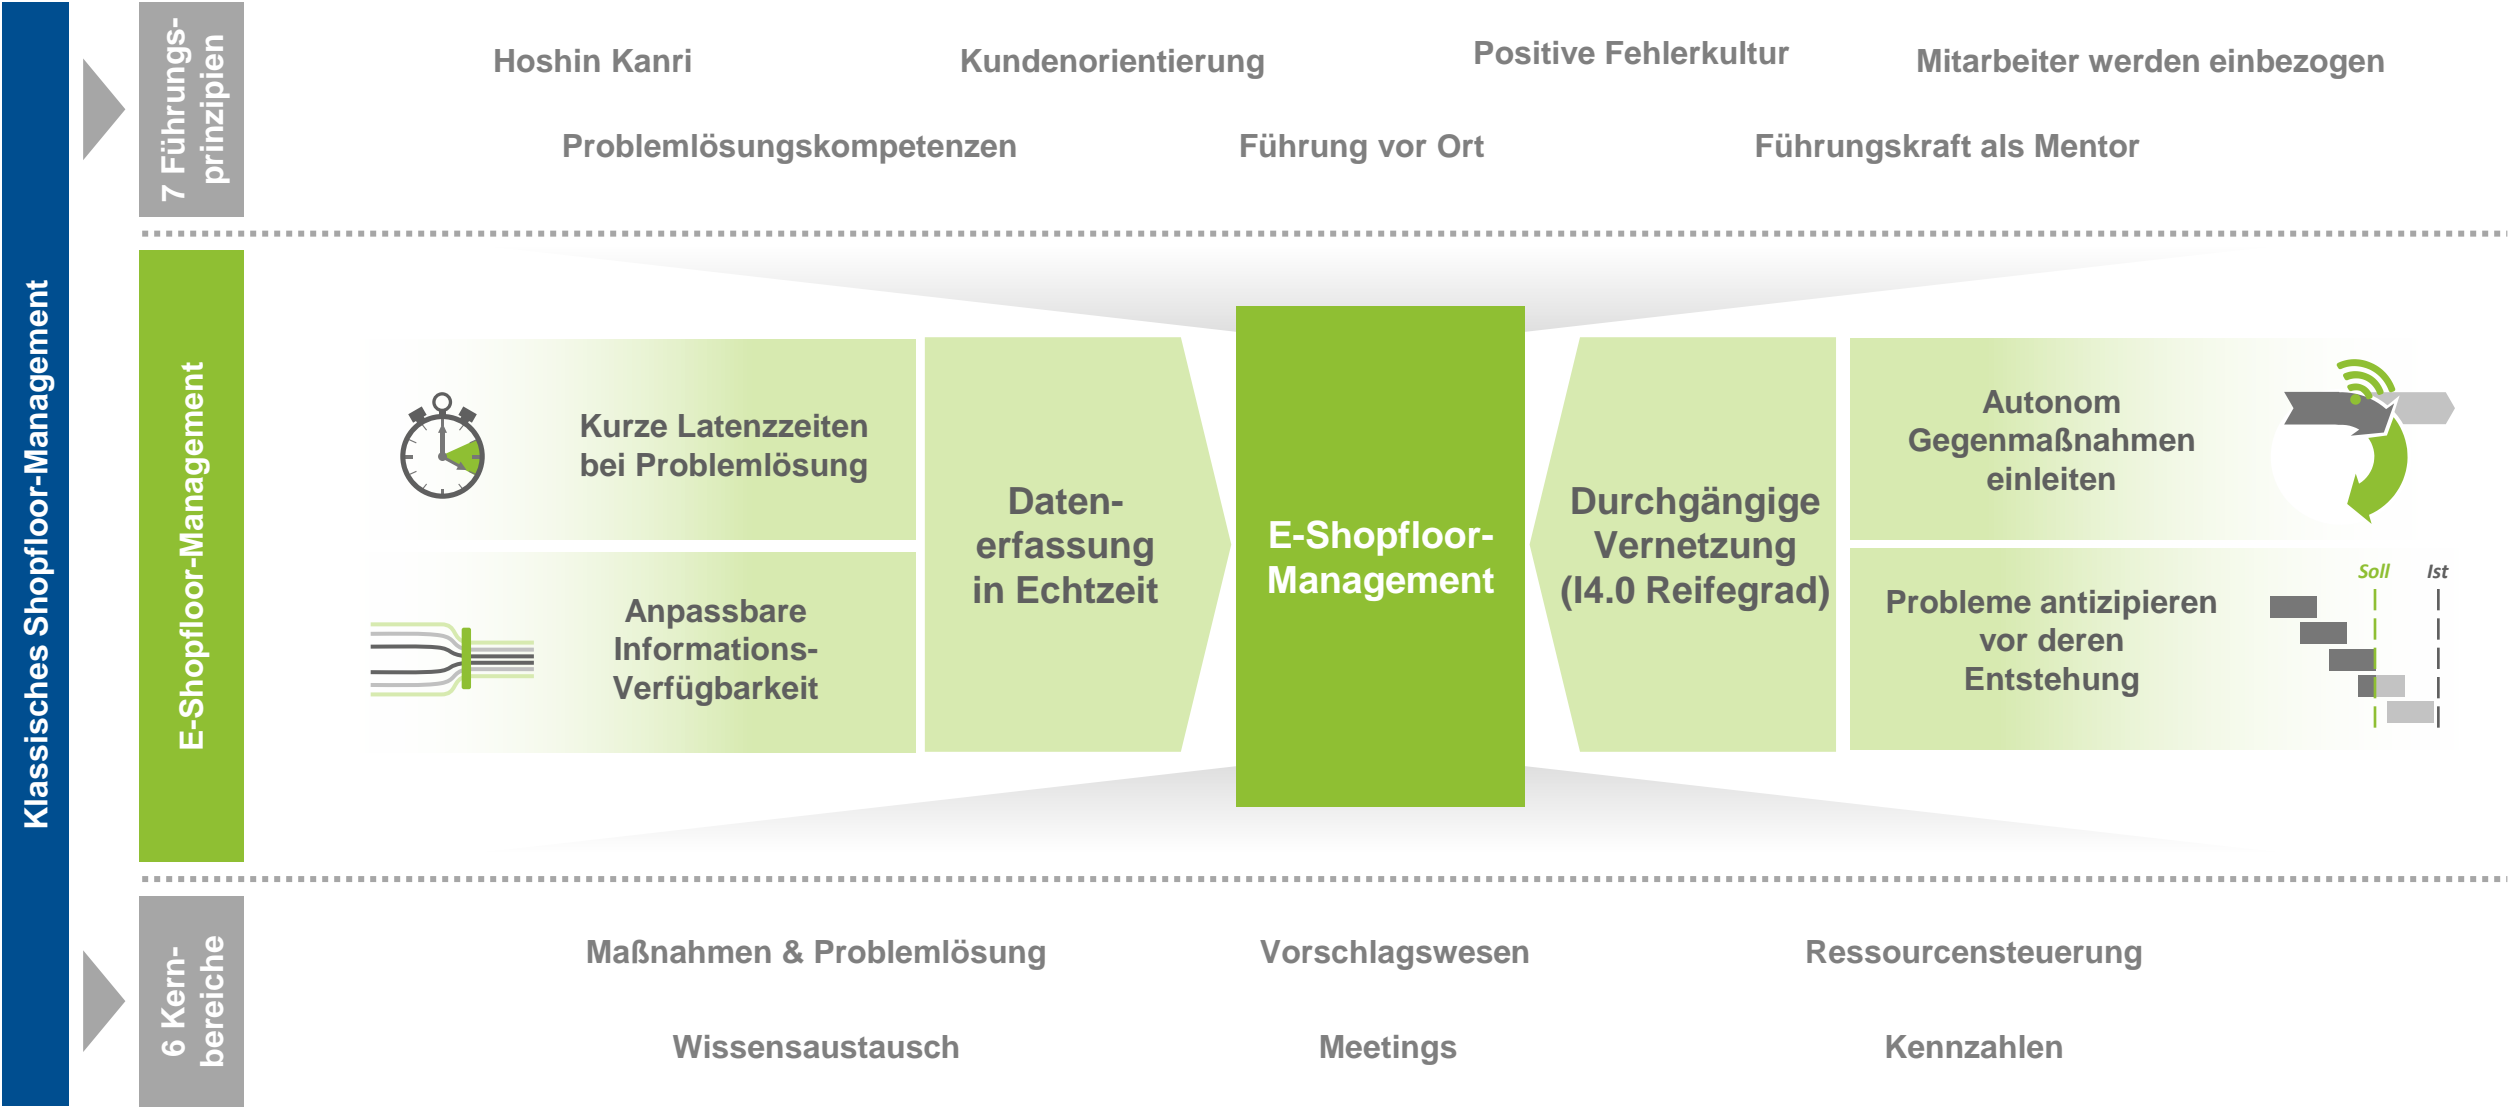 Klassisches Shopfloor-Management
7 Führungs-
prinzipien
Hoshin Kanri
Kundenorientierung
Positive Fehlerkultur
Mitarbeiter werden einbezogen
Problemlösungskompetenzen
Führung vor Ort
Führungskraft als Mentor
E-Shopfloor-Management
Kurze Latenzzeiten
bei Problemlösung
Anpassbare
Informations-
Verfügbarkeit
Daten-
erfassung
in Echtzeit
E-Shopfloor-
Management
Durchgängige
Vernetzung
(I4.0 Reifegrad)
Autonom
Gegenmaßnahmen
einleiten
Probleme antizipieren
vor deren
Entstehung
Soll
Ist
6 Kern-
bereiche
Maßnahmen & Problemlösung
Vorschlagswesen
Ressourcensteuerung
Wissensaustausch
Meetings
Kennzahlen